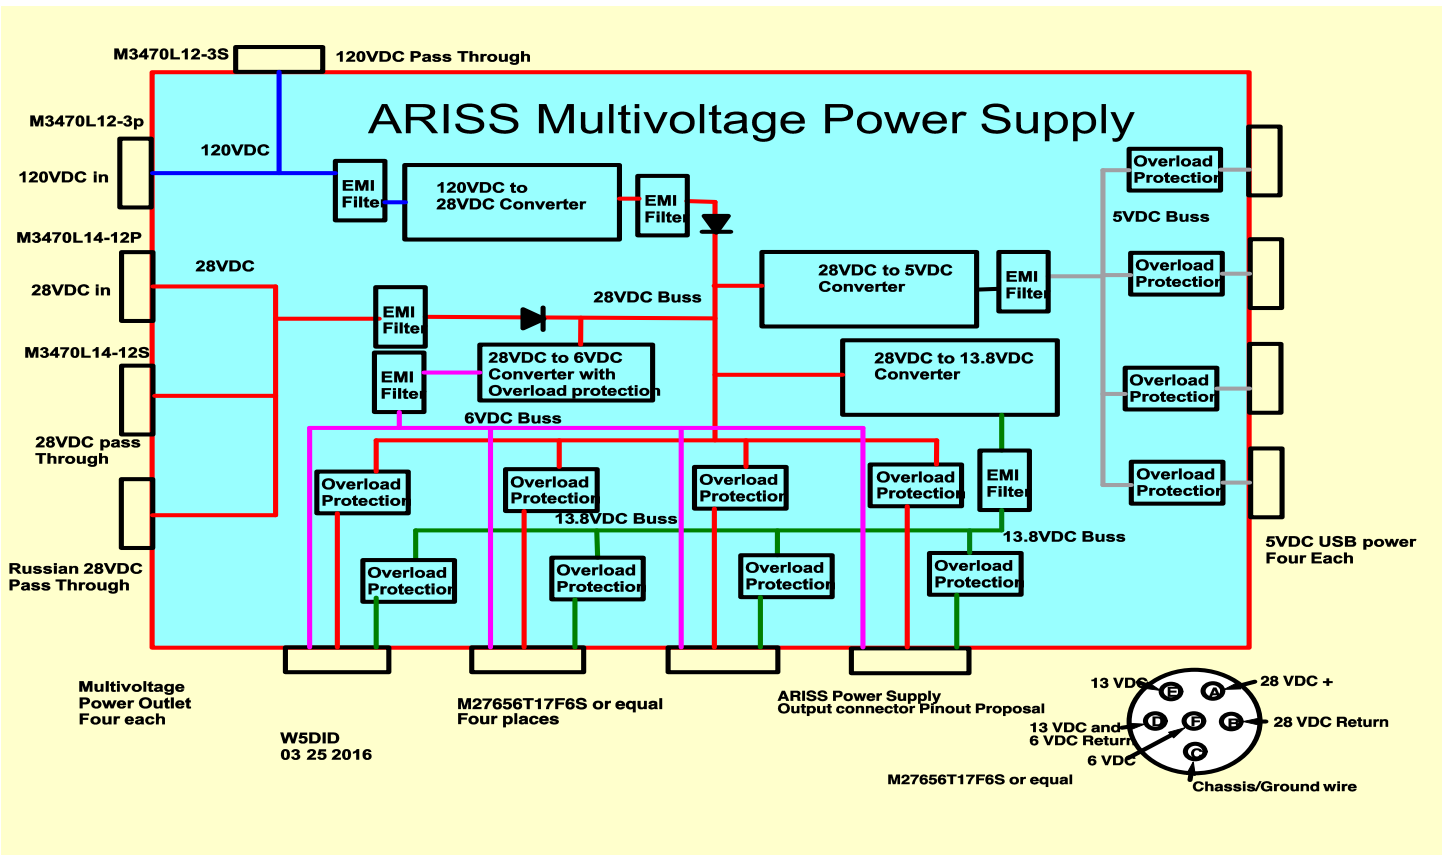 M3470L12-3S
120VDC Pass Through
ARISS Multivoltage Power Supply
M3470L12-3p
120VDC
120VDC in
EMI
Filter
120VDC to
28VDC Converter
EMI
Filter
Overload
Protection
5VDC Buss
M3470L14-12P
28VDC
28VDC in
28VDC Buss
28VDC to 5VDC
Converter
EMI
Filter
Overload
Protection
EMI
Filter
M3470L14-12S
EMI
Filter
28VDC to 6VDC
Converter with
Overload protection
28VDC to 13.8VDC
Converter
Overload
Protection
6VDC Buss
28VDC pass
Through
Overload
Protection
Overload
Protection
Overload
Protection
Overload
Protection
EMI
Filter
Overload
Protection
13.8VDC Buss
13.8VDC Buss
5VDC USB power
Four Each
Russian 28VDC
Pass Through
Overload
Protection
Overload
Protection
Overload
Protection
Overload
Protection
Multivoltage
Power Outlet
Four each
M27656T17F6S or equal
Four places
ARISS Power Supply
Output connector Pinout Proposal
W5DID
03 25 2016
13 VDS
E
A
28 VDC +
13 VDC and
6 VDC Return
D
F
B
28 VDC Return
6 VDC
C
M27656T17F6S or equal
Chassis/Ground wire